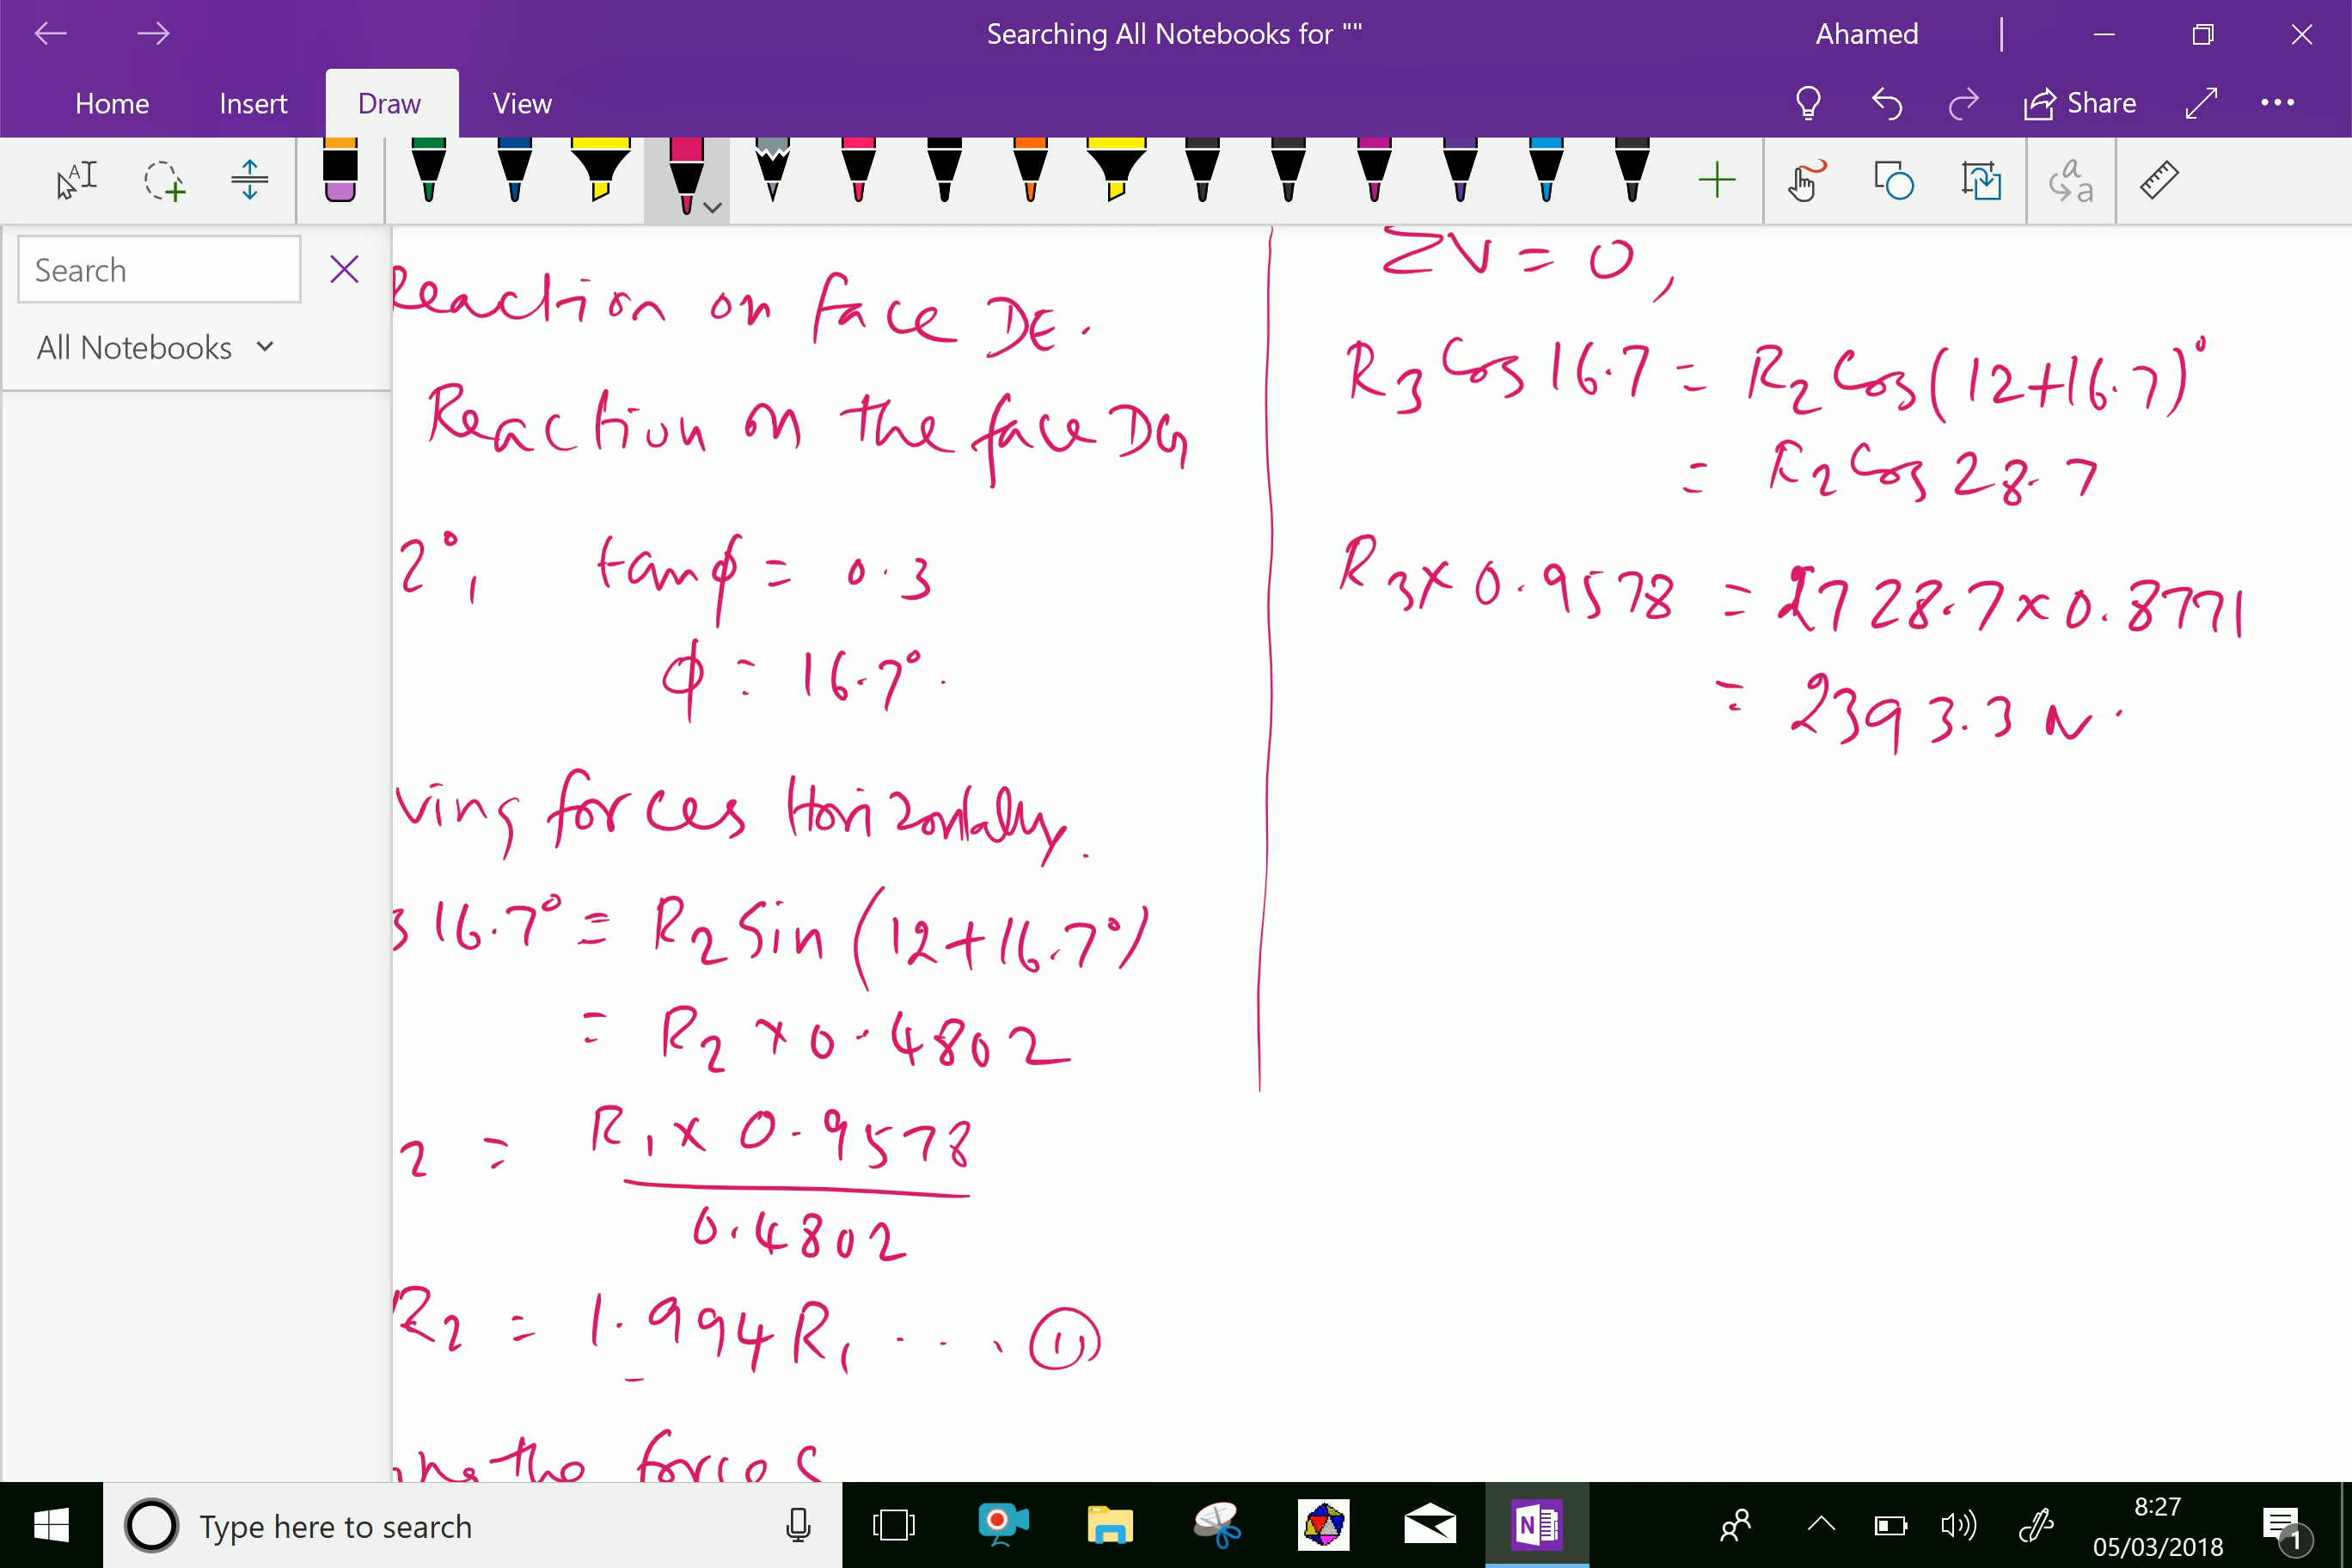 Searching All Notebooks for ""
Ahamed
Home Insert Draw View
Share
Search
All Notebooks
Reaction on face DE.
Reaction on the face DG
2°, tanϕ = 0.3
ϕ = 16.7°.
ving forces Horizontally.
s 16.7° = R2 Sin (12+16.7°)
= R2 × 0.4802
2 = R1 × 0.9578
0.4802
R2 = 1.994 R1 .... ①
the forces
ΣV = 0,
R3 Cos 16.7 = R2 Cos (12+16.7)°
= R2 Cos 28.7
R3 × 0.9578 = 2728.7 × 0.8771
= 2393.3 N.
Type here to search
N
8:27
05/03/2018
1